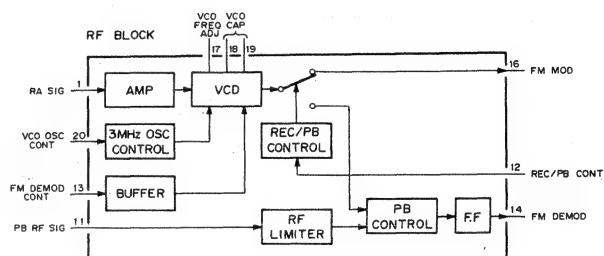 RF BLOCK
VCO FREQ ADJ
VCO CAP
17 18 19
RA SIG 1
AMP
VCD
16 FM MOD
VCO OSC CONT 20
3MHz OSC CONTROL
REC/PB CONTROL
12 REC/PB CONT
FM DEMOD CONT 13
BUFFER
PB RF SIG 11
RF LIMITER
PB CONTROL
F.F
14 FM DEMOD